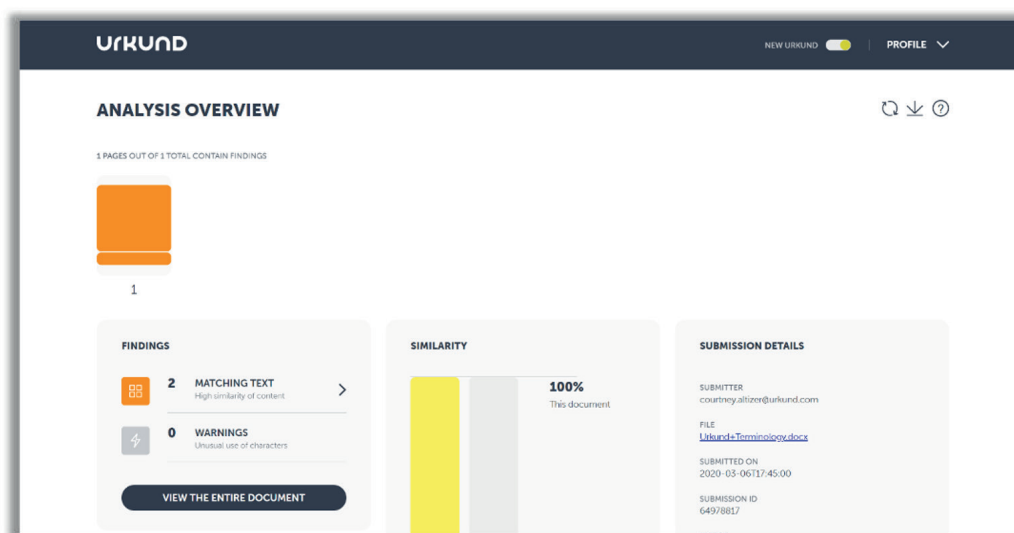 URKUND
NEW URKUND
PROFILE
ANALYSIS OVERVIEW
1 PAGES OUT OF 1 TOTAL CONTAIN FINDINGS
1
FINDINGS
2 MATCHING TEXT
High similarity of content
0 WARNINGS
Unusual use of characters
VIEW THE ENTIRE DOCUMENT
SIMILARITY
100%
This document
SUBMISSION DETAILS
SUBMITTER
courtney.altizer@urkund.com
FILE
Urkund+Terminology.docx
SUBMITTED ON
2020-03-06T17:45:00
SUBMISSION ID
64978817